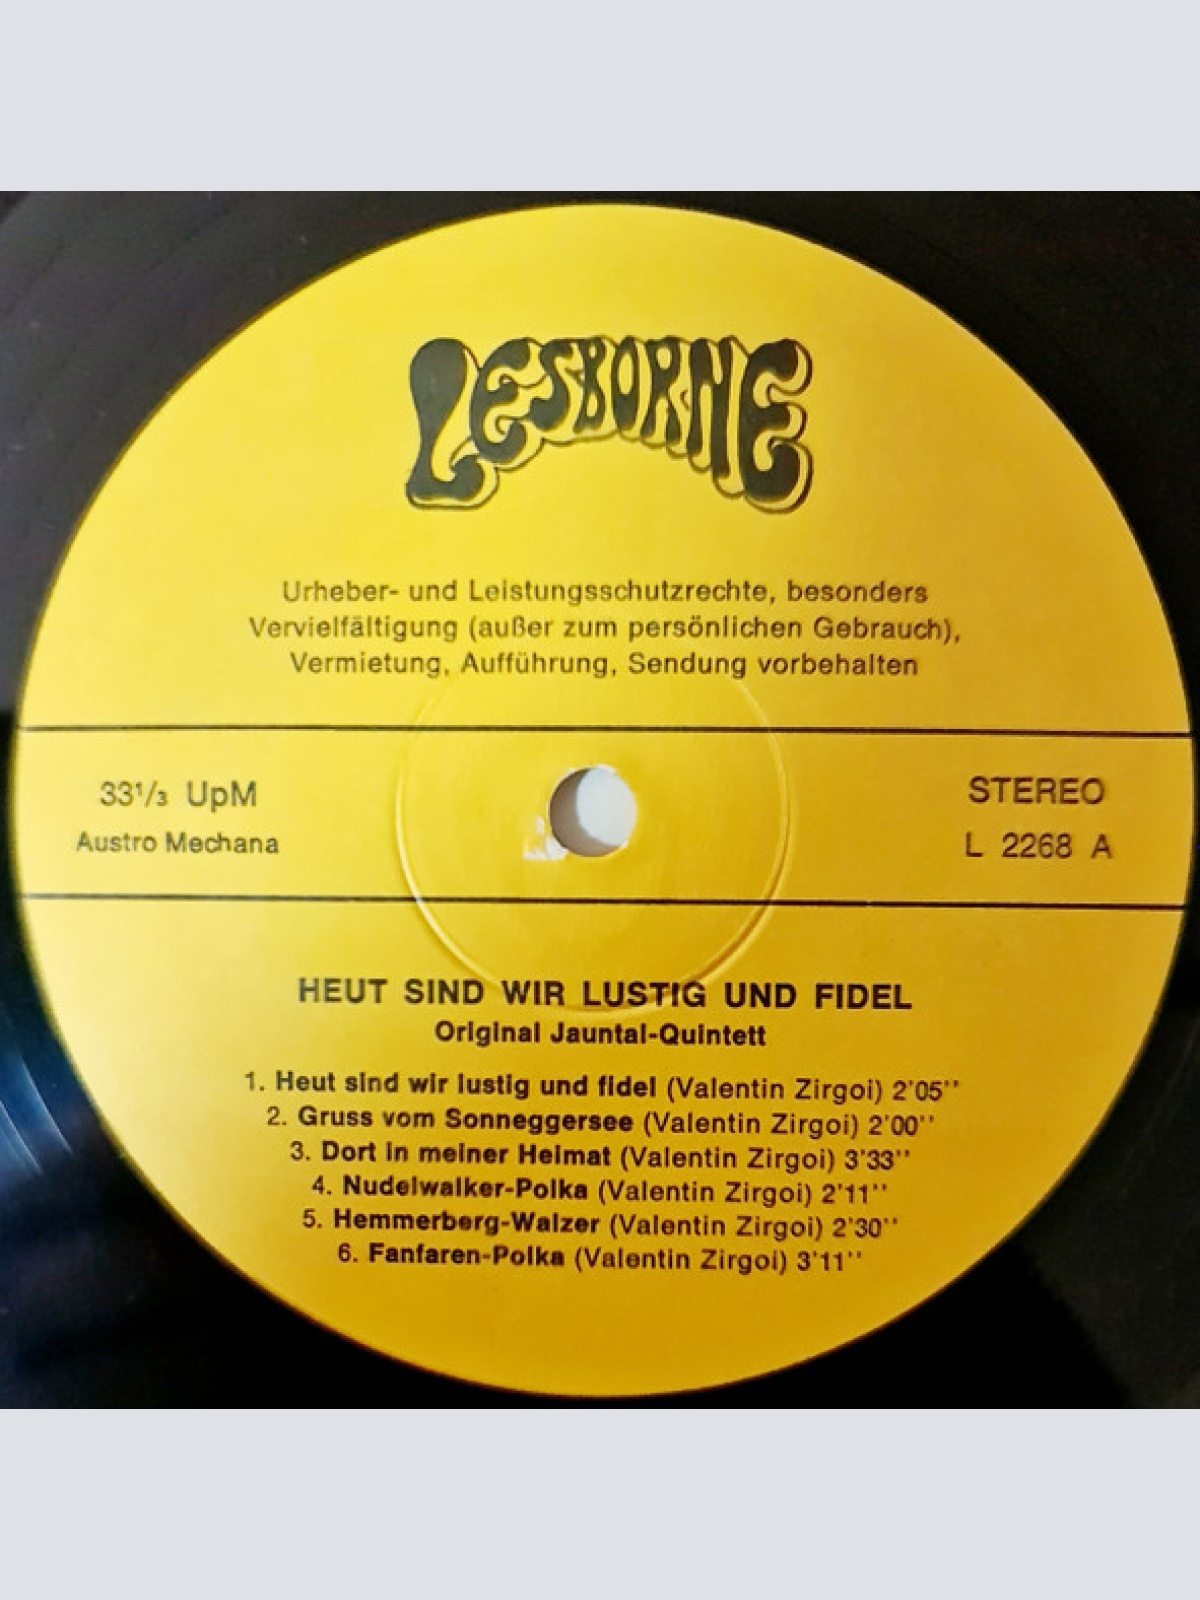 LESBORNE
Urheber- und Leistungsschutzrechte, besonders
Vervielfältigung (außer zum persönlichen Gebrauch),
Vermietung, Aufführung, Sendung vorbehalten
33¹/₃ UpM
Austro Mechana
STEREO
L 2268 A
HEUT SIND WIR LUSTIG UND FIDEL
Original Jauntal-Quintett
1. Heut sind wir lustig und fidel (Valentin Zirgoi) 2'05''
2. Gruss vom Sonneggersee (Valentin Zirgoi) 2'00''
3. Dort in meiner Heimat (Valentin Zirgoi) 3'33''
4. Nudelwalker-Polka (Valentin Zirgoi) 2'11''
5. Hemmerberg-Walzer (Valentin Zirgoi) 2'30''
6. Fanfaren-Polka (Valentin Zirgoi) 3'11''